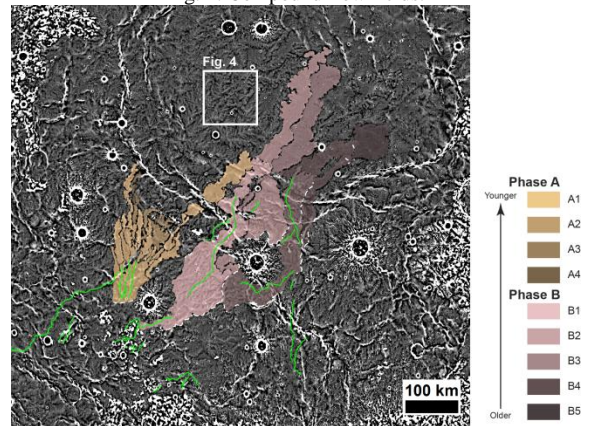 Fig. 4
100 km
Younger
Older
Phase A
A1
A2
A3
A4
Phase B
B1
B2
B3
B4
B5